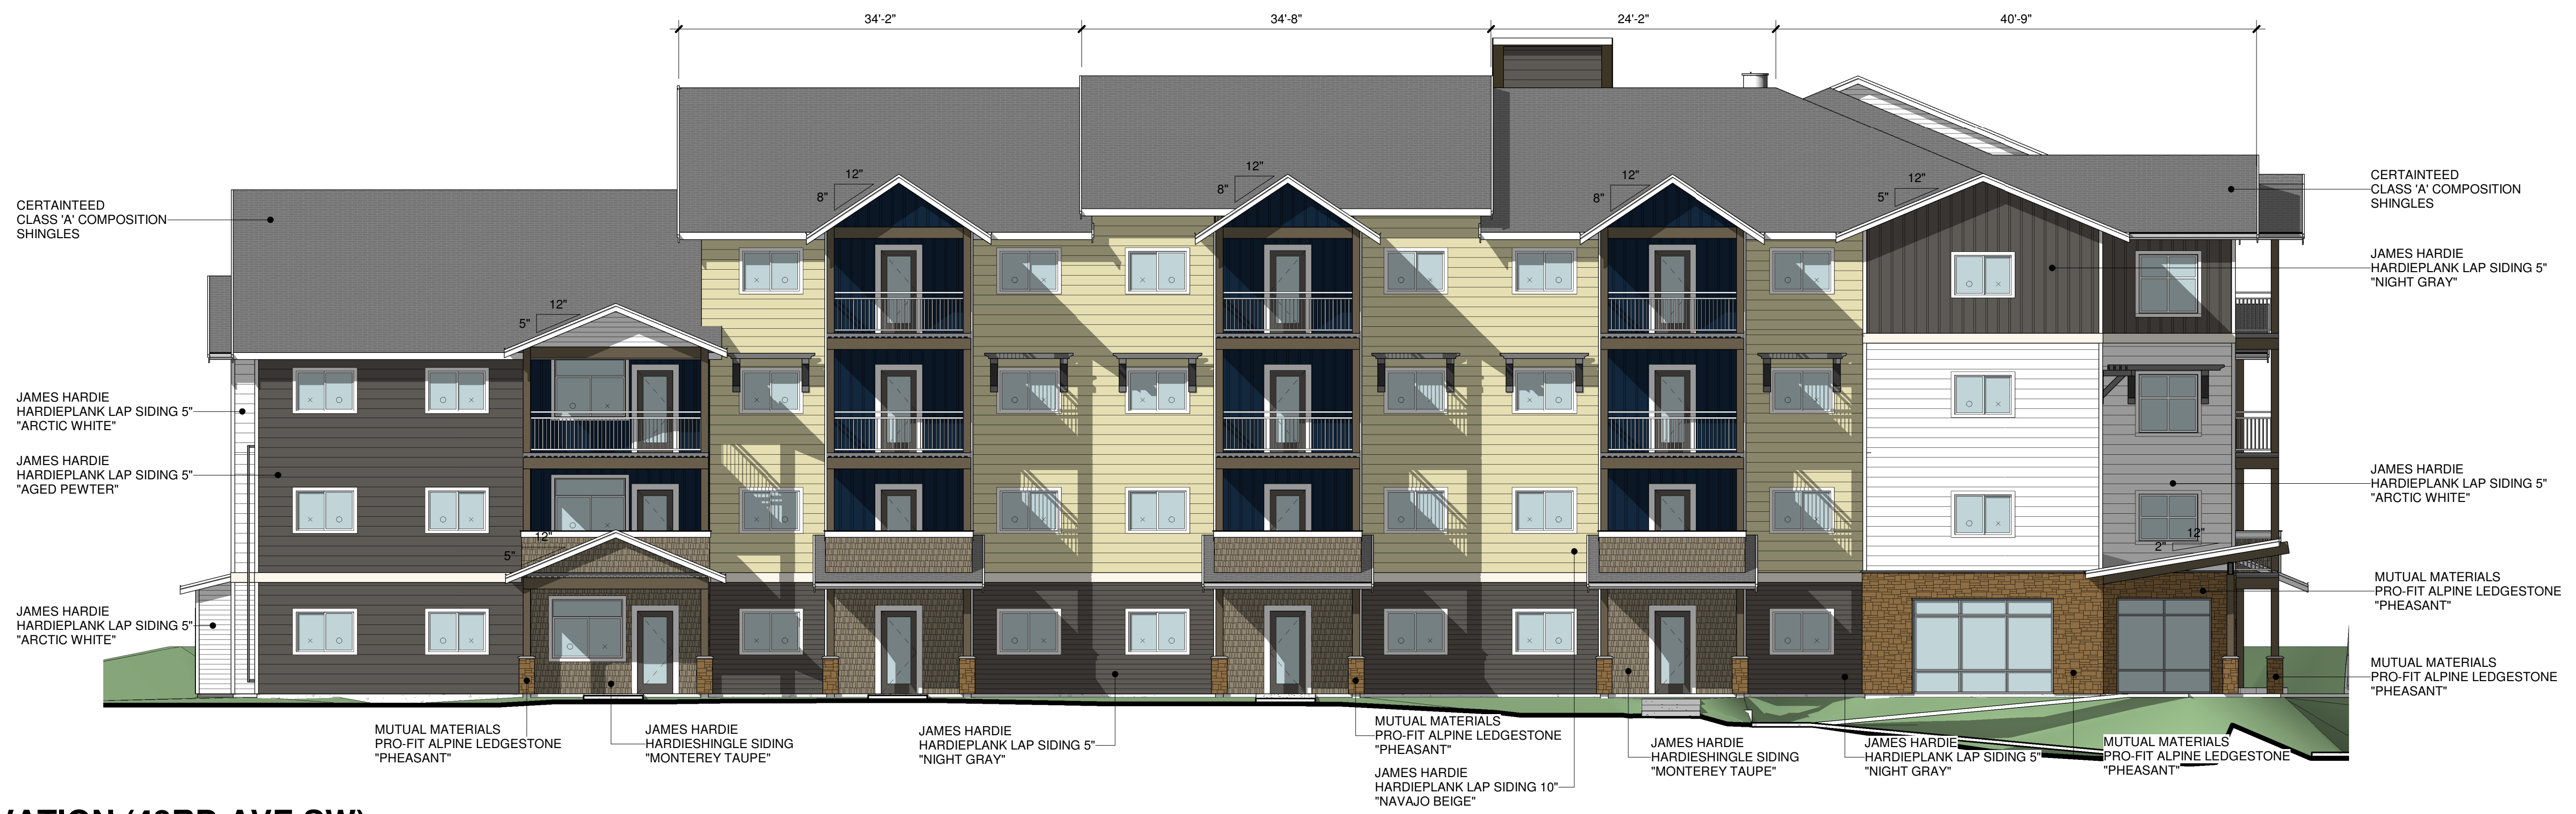 34'-2"
34'-8"
24'-2"
40'-9"
12"
8"
12"
8"
12"
8"
12"
5"
12"
5"
12"
5"
12"
2"
CERTAINTEED
CLASS 'A' COMPOSITION
SHINGLES
JAMES HARDIE
HARDIEPLANK LAP SIDING 5"
"ARCTIC WHITE"
JAMES HARDIE
HARDIEPLANK LAP SIDING 5"
"AGED PEWTER"
JAMES HARDIE
HARDIEPLANK LAP SIDING 5"
"ARCTIC WHITE"
CERTAINTEED
CLASS 'A' COMPOSITION
SHINGLES
JAMES HARDIE
HARDIEPLANK LAP SIDING 5"
"NIGHT GRAY"
JAMES HARDIE
HARDIEPLANK LAP SIDING 5"
"ARCTIC WHITE"
MUTUAL MATERIALS
PRO-FIT ALPINE LEDGESTONE
"PHEASANT"
MUTUAL MATERIALS
PRO-FIT ALPINE LEDGESTONE
"PHEASANT"
MUTUAL MATERIALS
PRO-FIT ALPINE LEDGESTONE
"PHEASANT"
JAMES HARDIE
HARDIESHINGLE SIDING
"MONTEREY TAUPE"
JAMES HARDIE
HARDIEPLANK LAP SIDING 5"
"NIGHT GRAY"
MUTUAL MATERIALS
PRO-FIT ALPINE LEDGESTONE
"PHEASANT"
JAMES HARDIE
HARDIEPLANK LAP SIDING 10"
"NAVAJO BEIGE"
JAMES HARDIE
HARDIESHINGLE SIDING
"MONTEREY TAUPE"
JAMES HARDIE
HARDIEPLANK LAP SIDING 5"
"NIGHT GRAY"
MUTUAL MATERIALS
PRO-FIT ALPINE LEDGESTONE
"PHEASANT"